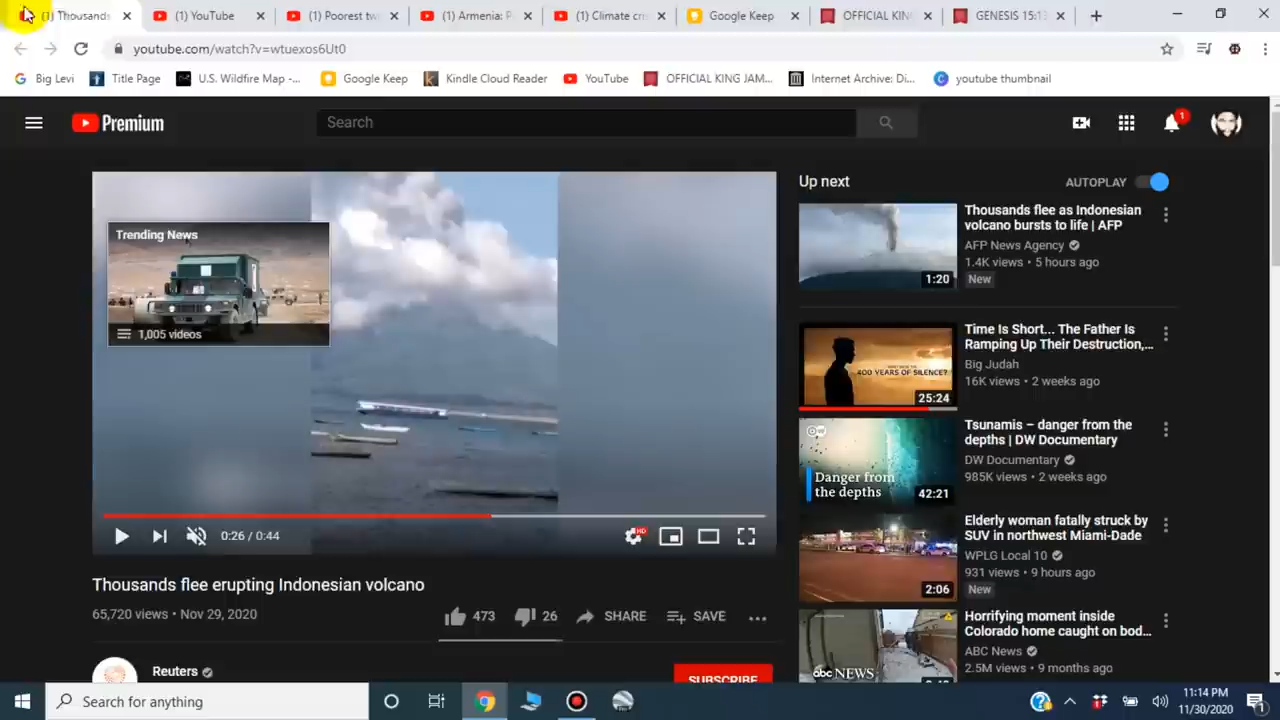 (1) Thousands
(1) YouTube
(1) Poorest tw
(1) Armenia: P
(1) Climate cri
Google Keep
OFFICIAL KIN
GENESIS 15:13
youtube.com/watch?v=wtuexos6Ut0
Big Levi
Title Page
U.S. Wildfire Map -...
Google Keep
Kindle Cloud Reader
YouTube
OFFICIAL KING JAM...
Internet Archive: Di...
youtube thumbnail
Premium
Search
1
Up next
AUTOPLAY
Trending News
1,005 videos
Thousands flee as Indonesian
volcano bursts to life | AFP
AFP News Agency
1.4K views • 5 hours ago
New
1:20
Time Is Short... The Father Is
Ramping Up Their Destruction,...
Big Judah
16K views • 2 weeks ago
400 YEARS OF SILENCE?
25:24
Tsunamis – danger from the
depths | DW Documentary
DW Documentary
985K views • 2 weeks ago
DW
Danger from
the depths
42:21
Elderly woman fatally struck by
SUV in northwest Miami-Dade
WPLG Local 10
931 views • 9 hours ago
New
2:06
Horrifying moment inside
Colorado home caught on bod...
ABC News
2.5M views • 9 months ago
abc NEWS
0:26 / 0:44
HD
Thousands flee erupting Indonesian volcano
65,720 views • Nov 29, 2020
473
26
SHARE
SAVE
Reuters
SUBSCRIBE
Search for anything
11:14 PM
11/30/2020
1